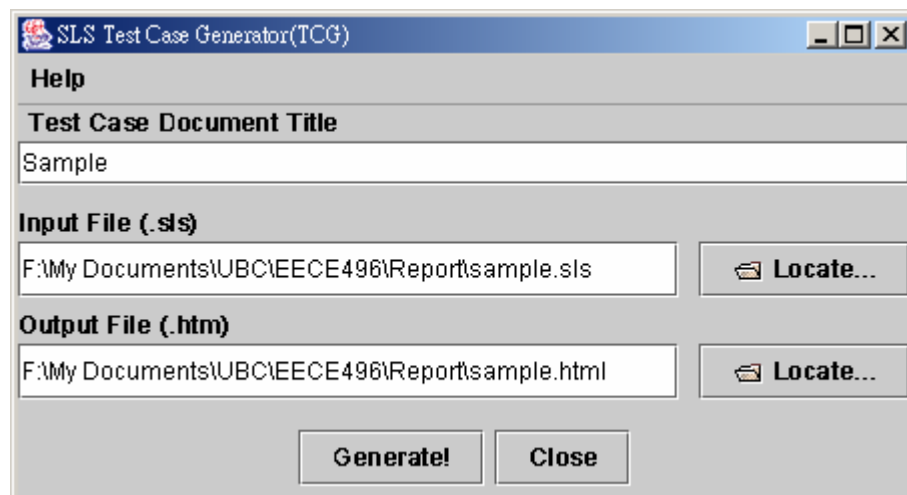 SLS Test Case Generator(TCG)
Help
Test Case Document Title
Sample
Input File (.sls)
F:\My Documents\UBC\EECE496\Report\sample.sls
Locate...
Output File (.htm)
F:\My Documents\UBC\EECE496\Report\sample.html
Locate...
Generate!
Close